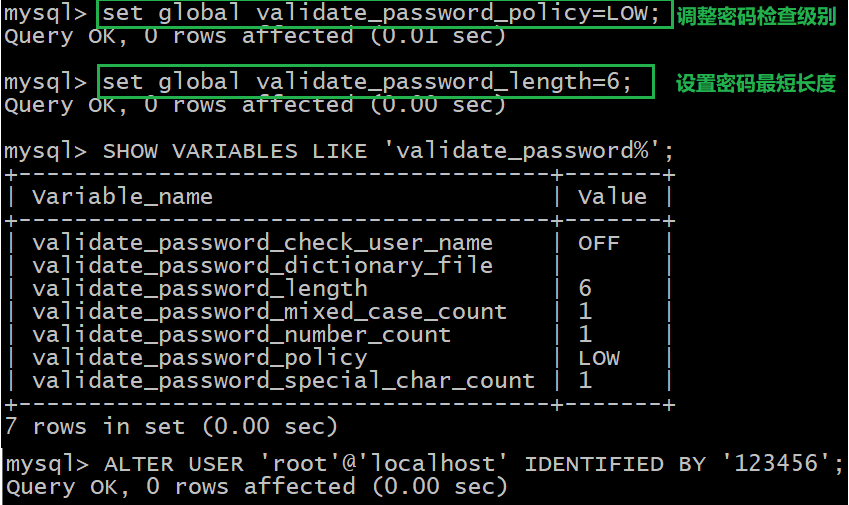 mysql> set global validate_password_policy=LOW; 调整密码检查级别
Query OK, 0 rows affected (0.01 sec)
mysql> set global validate_password_length=6; 设置密码最短长度
Query OK, 0 rows affected (0.00 sec)
mysql> SHOW VARIABLES LIKE 'validate_password%';
+--------------------------------------+-------+
| Variable_name                        | Value |
+--------------------------------------+-------+
| validate_password_check_user_name    | OFF   |
| validate_password_dictionary_file    |       |
| validate_password_length             | 6     |
| validate_password_mixed_case_count   | 1     |
| validate_password_number_count       | 1     |
| validate_password_policy             | LOW   |
| validate_password_special_char_count | 1     |
+--------------------------------------+-------+
7 rows in set (0.00 sec)
mysql> ALTER USER 'root'@'localhost' IDENTIFIED BY '123456';
Query OK, 0 rows affected (0.00 sec)